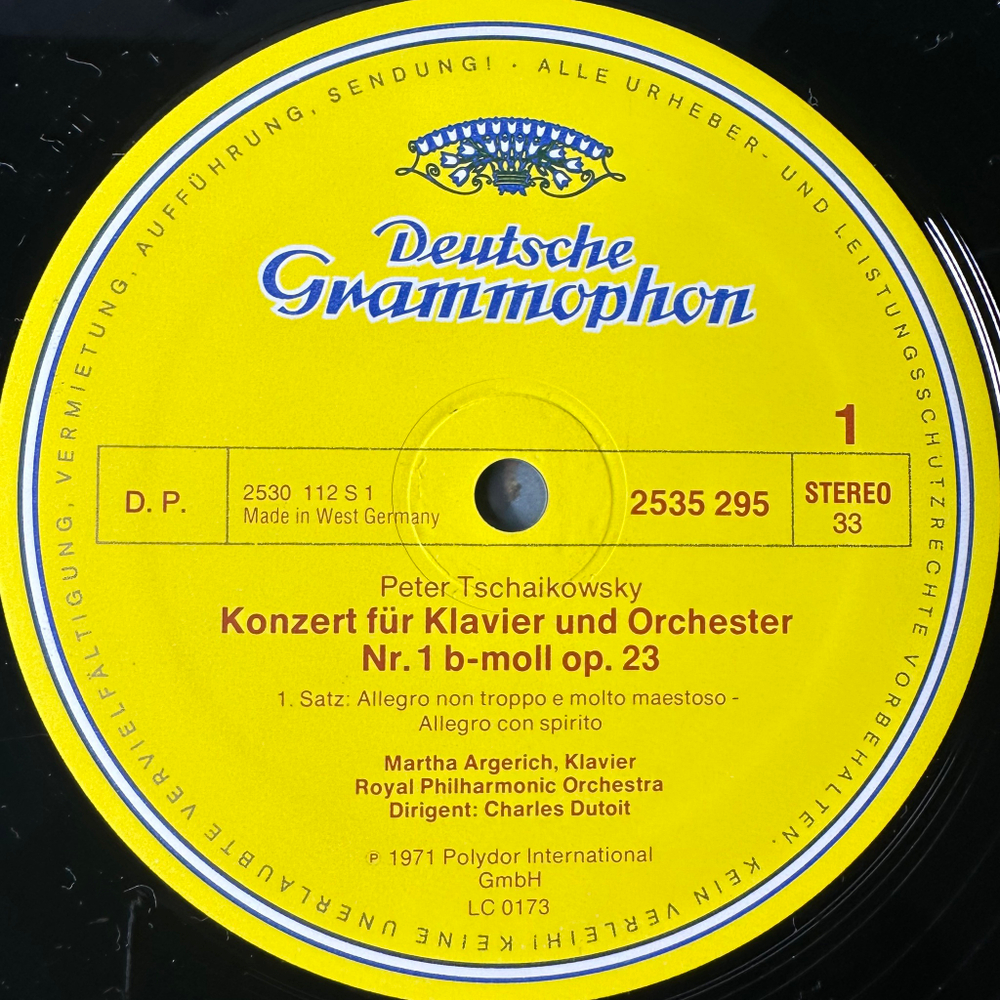 ALLE URHEBER- UND LEISTUNGSSCHUTZRECHTE VORBEHALTEN. KEIN VERLEIH! KEINE UNERLAUBTE VERVIELFÄLTIGUNG, VERMIETUNG, AUFFÜHRUNG, SENDUNG! ·
Deutsche
Grammophon
1
D. P.
2530 112 S 1
Made in West Germany
2535 295
STEREO
33
Peter Tschaikowsky
Konzert für Klavier und Orchester
Nr. 1 b-moll op. 23
1. Satz: Allegro non troppo e molto maestoso -
Allegro con spirito
Martha Argerich, Klavier
Royal Philharmonic Orchestra
Dirigent: Charles Dutoit
℗ 1971 Polydor International
GmbH
LC 0173